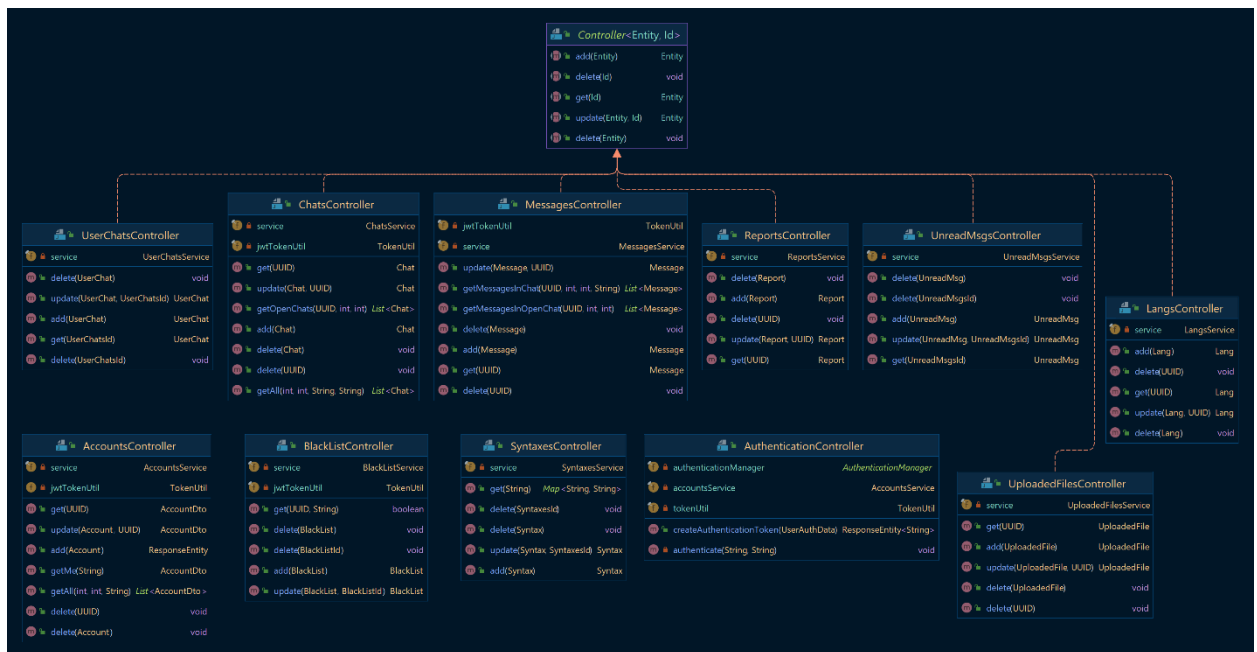 Controller<Entity, Id>
add(Entity) Entity
delete(Id) void
get(Id) Entity
update(Entity, Id) Entity
delete(Entity) void
UserChatsController
service UserChatsService
delete(UserChat) void
update(UserChat, UserChatsId) UserChat
add(UserChat) UserChat
get(UserChatsId) UserChat
delete(UserChatsId) void
ChatsController
service ChatsService
jwtTokenUtil TokenUtil
get(UUID) Chat
update(Chat, UUID) Chat
getOpenChats(UUID, int, int) List<Chat>
add(Chat) Chat
delete(Chat) void
delete(UUID) void
getAll(int, int, String, String) List<Chat>
MessagesController
jwtTokenUtil TokenUtil
service MessagesService
update(Message, UUID) Message
getMessagesInChat(UUID, int, int, String) List<Message>
getMessagesInOpenChat(UUID, int, int) List<Message>
delete(Message) void
add(Message) Message
get(UUID) Message
delete(UUID) void
ReportsController
service ReportsService
delete(Report) void
add(Report) Report
delete(UUID) void
update(Report, UUID) Report
get(UUID) Report
UnreadMsgsController
service UnreadMsgsService
delete(UnreadMsg) void
delete(UnreadMsgsId) void
add(UnreadMsg) UnreadMsg
update(UnreadMsg, UnreadMsgsId) UnreadMsg
get(UnreadMsgsId) UnreadMsg
LangsController
service LangsService
add(Lang) Lang
delete(UUID) void
get(UUID) Lang
update(Lang, UUID) Lang
delete(Lang) void
AccountsController
service AccountsService
jwtTokenUtil TokenUtil
get(UUID) AccountDto
update(Account, UUID) AccountDto
add(Account) ResponseEntity
getMe(String) AccountDto
getAll(int, int, String) List<AccountDto>
delete(UUID) void
delete(Account) void
BlackListController
service BlackListService
jwtTokenUtil TokenUtil
get(UUID, String) boolean
delete(BlackList) void
delete(BlackListId) void
add(BlackList) BlackList
update(BlackList, BlackListId) BlackList
SyntaxesController
service SyntaxesService
get(String) Map<String, String>
delete(SyntaxesId) void
delete(Syntax) void
update(Syntax, SyntaxesId) Syntax
add(Syntax) Syntax
AuthenticationController
authenticationManager AuthenticationManager
accountsService AccountsService
tokenUtil TokenUtil
createAuthenticationToken(UserAuthData) ResponseEntity<String>
authenticate(String, String) void
UploadedFilesController
service UploadedFilesService
get(UUID) UploadedFile
add(UploadedFile) UploadedFile
update(UploadedFile, UUID) UploadedFile
delete(UploadedFile) void
delete(UUID) void